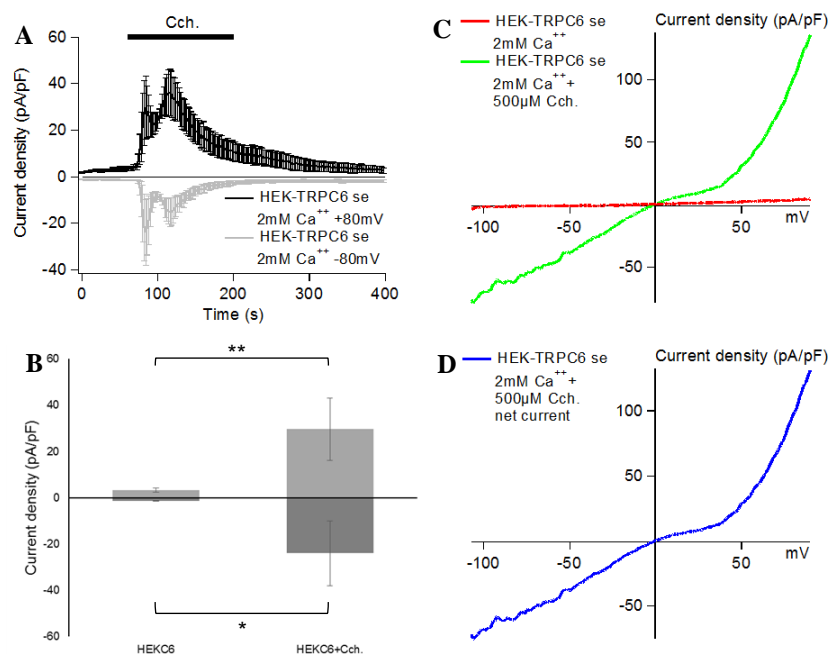 A
Cch.
Current density (pA/pF)
60
40
20
0
-20
-40
HEK-TRPC6 se
2mM Ca++ +80mV
HEK-TRPC6 se
2mM Ca++ -80mV
0
100
200
300
400
Time (s)
B
Current density (pA/pF)
60
40
20
0
-20
-40
-60
**
*
HEKC6
HEKC6+Cch.
C
HEK-TRPC6 se
2mM Ca++
HEK-TRPC6 se
2mM Ca+++
500µM Cch.
Current density (pA/pF)
100
50
-50
-100
-50
50
mV
D
HEK-TRPC6 se
2mM Ca+++
500µM Cch.
net current
Current density (pA/pF)
100
50
-50
-100
-50
50
mV